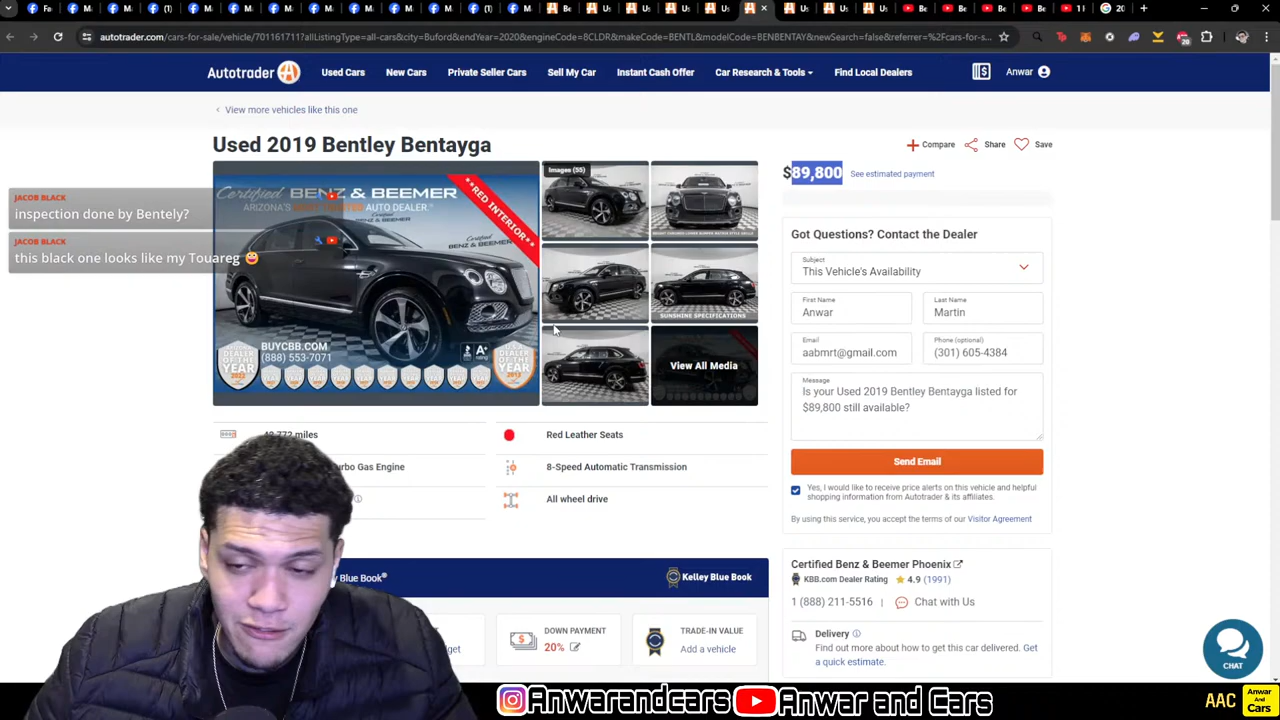 autotrader.com/cars-for-sale/vehicle/701161711?allListingType=all-cars&city=Buford&endYear=2020&engineCode=8CLDR&makeCode=BENTL&modelCode=BENBENTAY&newSearch=false&referrer=%2Fcars-for-s...
Autotrader
Used Cars
New Cars
Private Seller Cars
Sell My Car
Instant Cash Offer
Car Research & Tools
Find Local Dealers
Anwar
View more vehicles like this one
Used 2019 Bentley Bentayga
Compare
Share
Save
$89,800
See estimated payment
Certified BENZ & BEEMER
AUTO DEALER.
**RED INTERIOR**
Images (55)
JACOB BLACK
inspection done by Bentely?
JACOB BLACK
this black one looks like my Touareg
SUNSHINE SPECIFICATIONS
BUYCBB.COM
(888) 553-7071
A+
View All Media
Got Questions? Contact the Dealer
Subject
This Vehicle's Availability
First Name
Anwar
Last Name
Martin
Email
aabmrt@gmail.com
Phone (optional)
(301) 605-4384
Message
Is your Used 2019 Bentley Bentayga listed for
$89,800 still available?
Send Email
Yes, I would like to receive price alerts on this vehicle and helpful
shopping information from Autotrader & its affiliates.
By using this service, you accept the terms of our Visitor Agreement
miles
Red Leather Seats
Gas Engine
8-Speed Automatic Transmission
All wheel drive
Blue Book®
Kelley Blue Book
DOWN PAYMENT
20%
TRADE-IN VALUE
Add a vehicle
Certified Benz & Beemer Phoenix
KBB.com Dealer Rating
4.9 (1991)
1 (888) 211-5516 | Chat with Us
Delivery
Find out more about how to get this car delivered. Get
a quick estimate.
CHAT
Anwarandcars
Anwar and Cars
AAC
Anwar
And
Cars